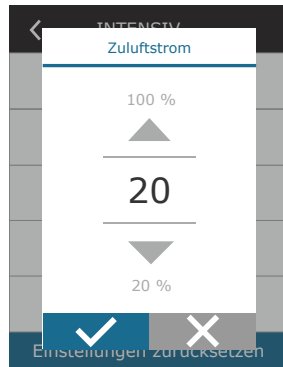 INTENSIV
Zuluftstrom
100 %
20
20 %
Einstellungen zurücksetzen